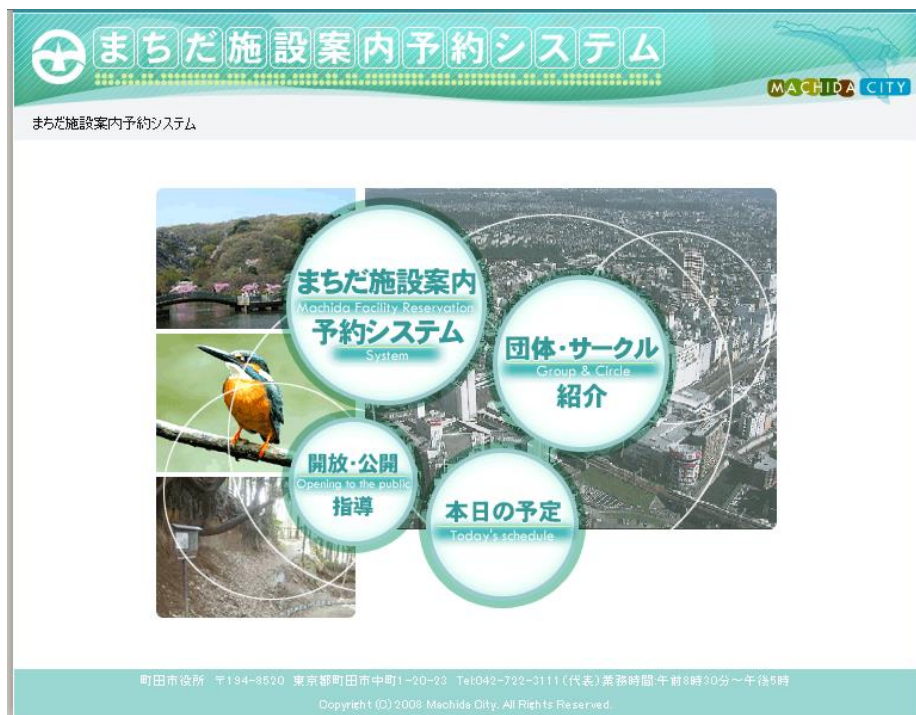 まちだ施設案内予約システム
MACHIDA CITY
まちだ施設案内予約システム
まちだ施設案内
Machida Facility Reservation
予約システム
System
団体・サークル
Group & Circle
紹介
開放・公開
Opening to the public
指導
本日の予定
Today's schedule
町田市役所 〒194-8520 東京都町田市中町1-20-23 Tel:042-722-3111(代表)業務時間:午前8時30分～午後5時
Copyright (C)2008 Machida City. All Rights Reserved.